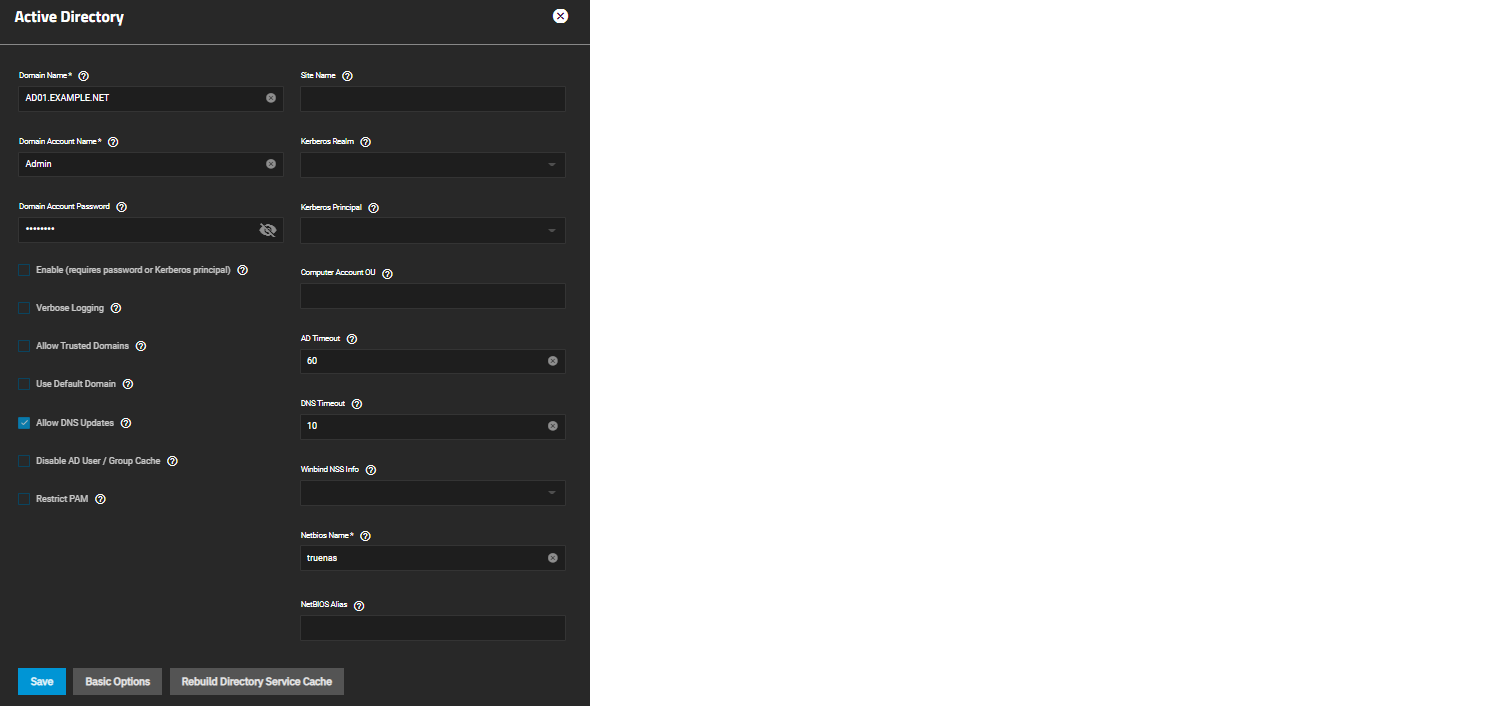 Active Directory
Domain Name*
AD01.EXAMPLE.NET
Domain Account Name*
Admin
Domain Account Password
••••••••
Enable (requires password or Kerberos principal)
Verbose Logging
Allow Trusted Domains
Use Default Domain
Allow DNS Updates
Disable AD User / Group Cache
Restrict PAM
Site Name
Kerberos Realm
Kerberos Principal
Computer Account OU
AD Timeout
60
DNS Timeout
10
Winbind NSS Info
Netbios Name*
truenas
NetBIOS Alias
Save
Basic Options
Rebuild Directory Service Cache